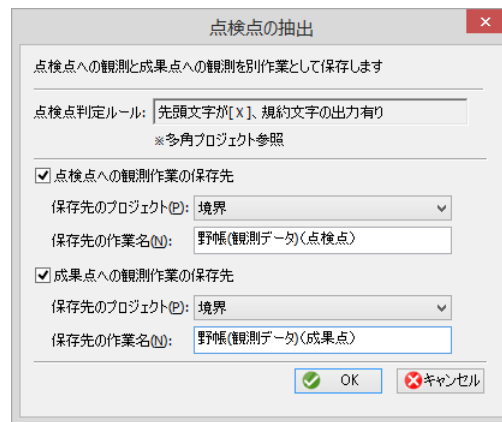 点検点の抽出
×
点検点への観測と成果点への観測を別作業として保存します
点検点判定ルール: 先頭文字が[X]、規約文字の出力有り
※多角プロジェクト参照
点検点への観測作業の保存先
保存先のプロジェクト(P): 境界
保存先の作業名(N): 野帳(観測データ)(点検点)
成果点への観測作業の保存先
保存先のプロジェクト(P): 境界
保存先の作業名(N): 野帳(観測データ)(成果点)
OK キャンセル